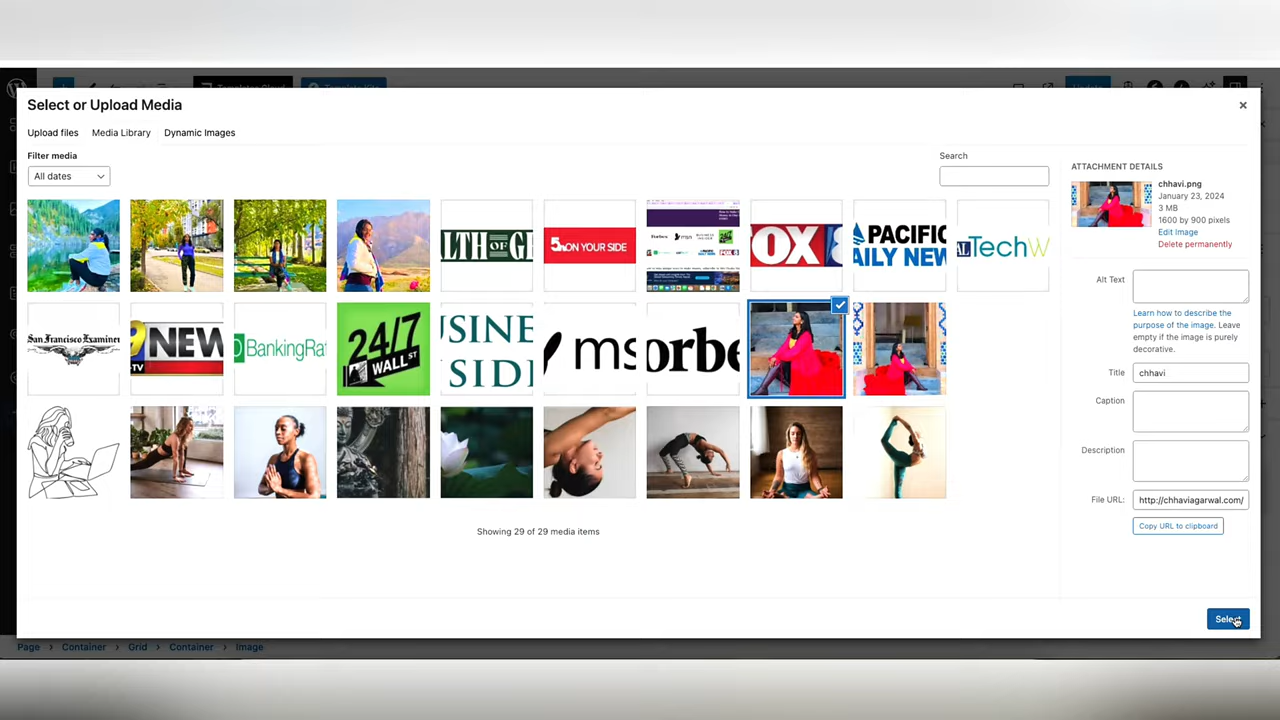 Select or Upload Media
×
Upload files
Media Library
Dynamic Images
Filter media
All dates
Search
LTH OF G
5 ON YOUR SIDE
OX
PACIFIC
AILY NEW
TechW
San Francisco Examiner
9 NEW
-TV
BankingRa
24/7
WALL ST
USINE
SIDE
ms
orbe
ATTACHMENT DETAILS
chhavi.png
January 23, 2024
3 MB
1600 by 900 pixels
Edit Image
Delete permanently
Alt Text
Learn how to describe the
purpose of the image. Leave
empty if the image is purely
decorative.
Title
chhavi
Caption
Description
File URL:
http://chhaviagarwal.com/
Copy URL to clipboard
Showing 29 of 29 media items
Select
Page > Container > Grid > Container > Image